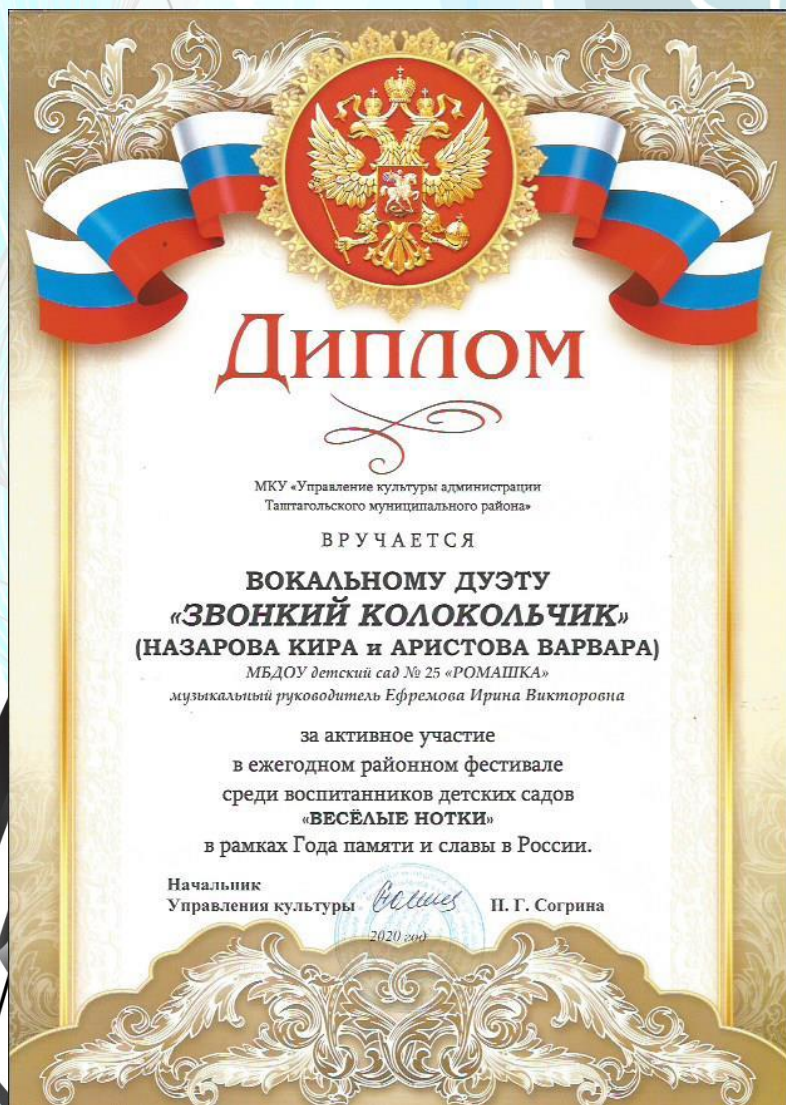 Диплом
МКУ «Управление культуры администрации
Таштагольского муниципального района»
ВРУЧАЕТСЯ
ВОКАЛЬНОМУ ДУЭТУ
«ЗВОНКИЙ КОЛОКОЛЬЧИК»
(НАЗАРОВА КИРА и АРИСТОВА ВАРВАРА)
МБДОУ детский сад № 25 «РОМАШКА»
музыкальный руководитель Ефремова Ирина Викторовна
за активное участие
в ежегодном районном фестивале
среди воспитанников детских садов
«ВЕСЁЛЫЕ НОТКИ»
в рамках Года памяти и славы в России.
Начальник
Управления культуры П. Г. Согрина
2020 год